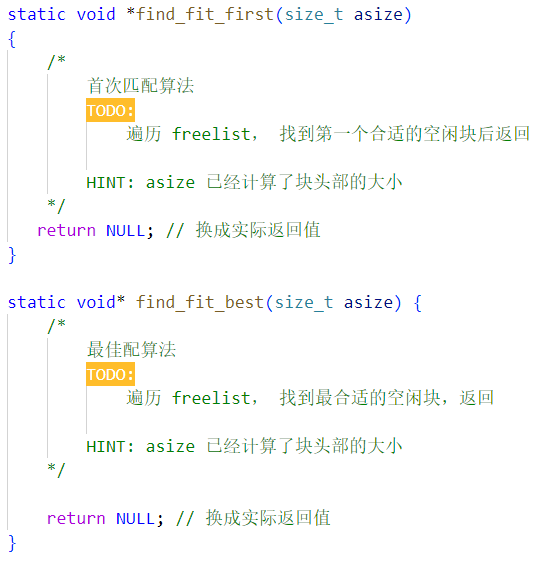 static void *find_fit_first(size_t asize)
{
/*
首次匹配算法
TODO:
遍历 freelist， 找到第一个合适的空闲块后返回
HINT: asize 已经计算了块头部的大小
*/
return NULL; // 换成实际返回值
}
static void* find_fit_best(size_t asize) {
/*
最佳配算法
TODO:
遍历 freelist， 找到最合适的空闲块，返回
HINT: asize 已经计算了块头部的大小
*/
return NULL; // 换成实际返回值
}